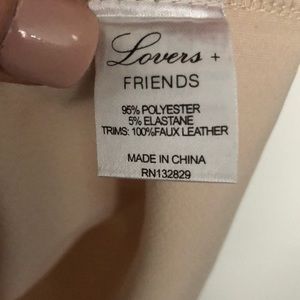 Lovers +
FRIENDS
95% POLYESTER
5% ELASTANE
TRIMS: 100%FAUX LEATHER
MADE IN CHINA
RN132829